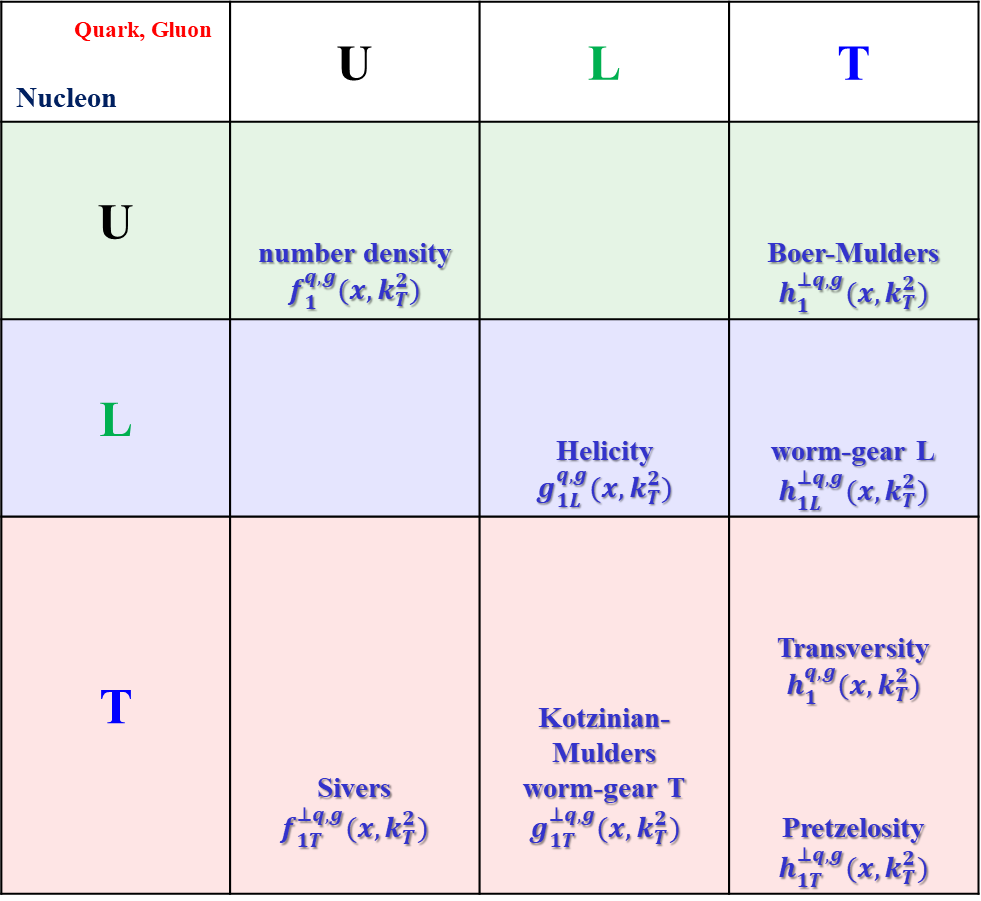 Quark, Gluon
Nucleon
U
L
T
U
number density
f_1^{q,g}(x, k_T^2)
Boer-Mulders
h_1^{⊥q,g}(x, k_T^2)
L
Helicity
g_{1L}^{q,g}(x, k_T^2)
worm-gear L
h_{1L}^{⊥q,g}(x, k_T^2)
T
Sivers
f_{1T}^{⊥q,g}(x, k_T^2)
Kotzinian-
Mulders
worm-gear T
g_{1T}^{⊥q,g}(x, k_T^2)
Transversity
h_1^{q,g}(x, k_T^2)
Pretzelosity
h_{1T}^{⊥q,g}(x, k_T^2)